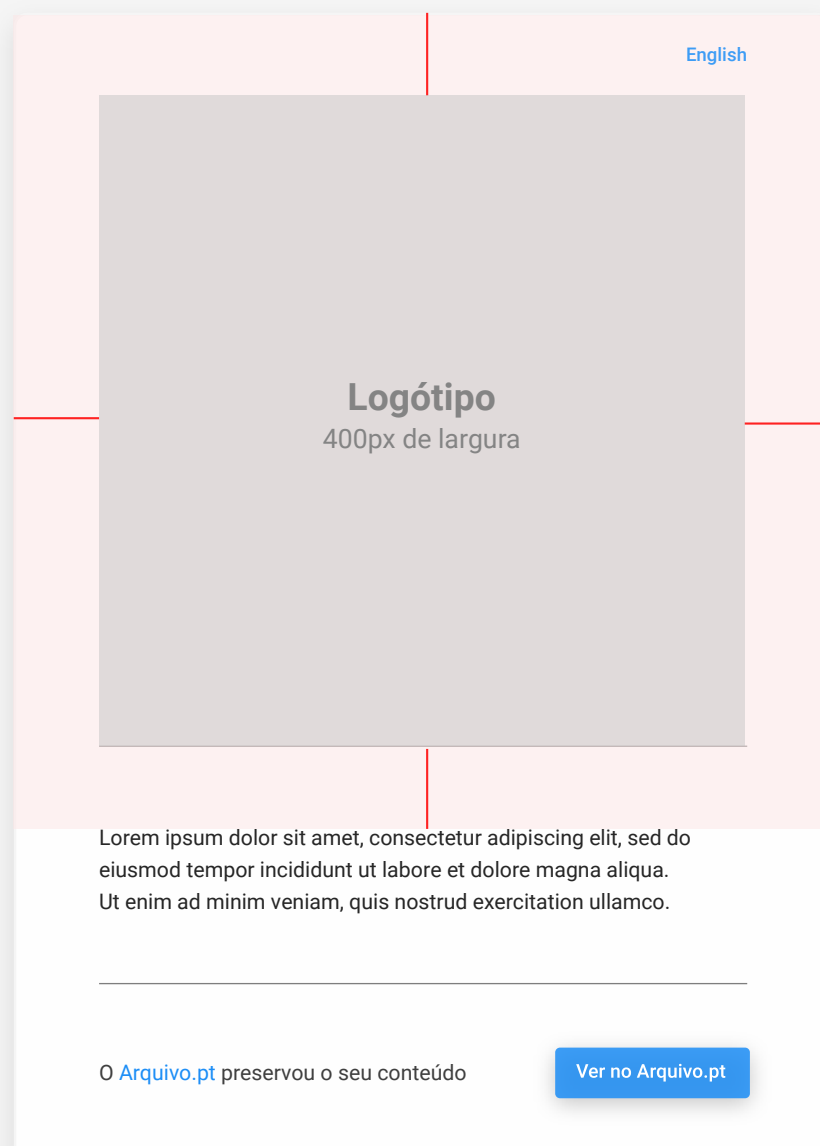 English
Logótipo
400px de largura
Lorem ipsum dolor sit amet, consectetur adipiscing elit, sed do
eiusmod tempor incididunt ut labore et dolore magna aliqua.
Ut enim ad minim veniam, quis nostrud exercitation ullamco.
O Arquivo.pt preservou o seu conteúdo
Ver no Arquivo.pt